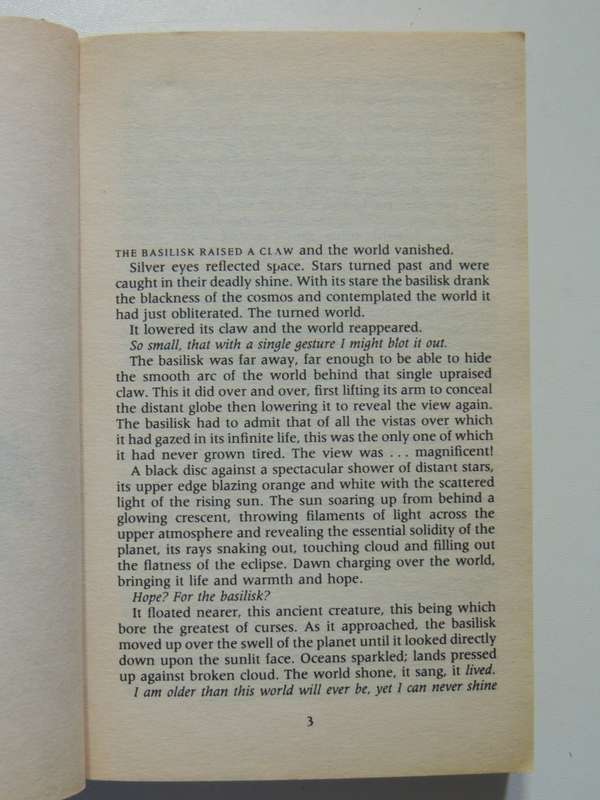 THE BASILISK RAISED A CLAW and the world vanished.
Silver eyes reflected space. Stars turned past and were
caught in their deadly shine. With its stare the basilisk drank
the blackness of the cosmos and contemplated the world it
had just obliterated. The turned world.
It lowered its claw and the world reappeared.
So small, that with a single gesture I might blot it out.
The basilisk was far away, far enough to be able to hide
the smooth arc of the world behind that single upraised
claw. This it did over and over, first lifting its arm to conceal
the distant globe then lowering it to reveal the view again.
The basilisk had to admit that of all the vistas over which
it had gazed in its infinite life, this was the only one of which
it had never grown tired. The view was ... magnificent!
A black disc against a spectacular shower of distant stars,
its upper edge blazing orange and white with the scattered
light of the rising sun. The sun soaring up from behind a
glowing crescent, throwing filaments of light across the
upper atmosphere and revealing the essential solidity of the
planet, its rays snaking out, touching cloud and filling out
the flatness of the eclipse. Dawn charging over the world,
bringing it life and warmth and hope.
Hope? For the basilisk?
It floated nearer, this ancient creature, this being which
bore the greatest of curses. As it approached, the basilisk
moved up over the swell of the planet until it looked directly
down upon the sunlit face. Oceans sparkled; lands pressed
up against broken cloud. The world shone, it sang, it lived.
I am older than this world will ever be, yet I can never shine
3